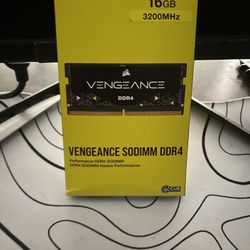 16GB
3200MHz
VENGEANCE
DDR4
VENGEANCE SODIMM DDR4
Performance DDR4 SODIMM
DDR4 SODIMM Hautes Performances